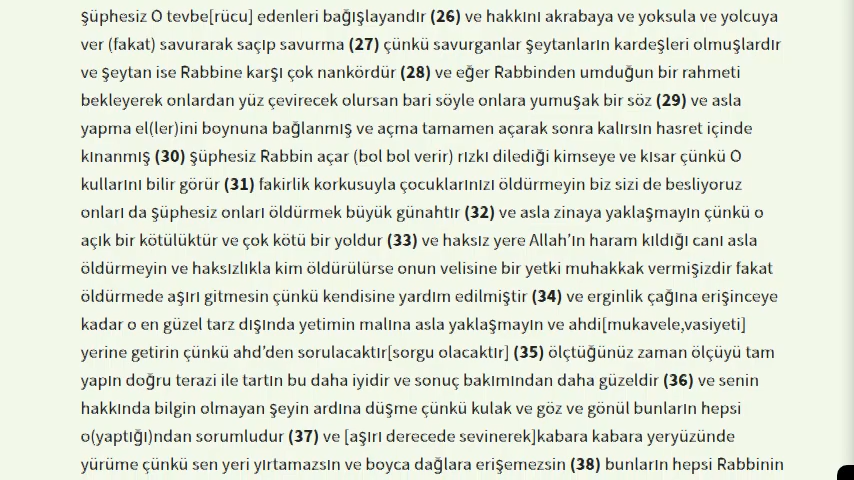 şüphesiz O tevbe[rücu] edenleri bağışlayandır (26) ve hakkını akrabaya ve yoksula ve yolcuya
ver (fakat) savurarak saçıp savurma (27) çünkü savurganlar şeytanların kardeşleri olmuşlardır
ve şeytan ise Rabbine karşı çok nankördür (28) ve eğer Rabbinden umduğun bir rahmeti
bekleyerek onlardan yüz çevirecek olursan bari söyle onlara yumuşak bir söz (29) ve asla
yapma el(ler)ini boynuna bağlanmış ve açma tamamen açarak sonra kalırsın hasret içinde
kınanmış (30) şüphesiz Rabbin açar (bol bol verir) rızkı dilediği kimseye ve kısar çünkü O
kullarını bilir görür (31) fakirlik korkusuyla çocuklarınızı öldürmeyin biz sizi de besliyoruz
onları da şüphesiz onları öldürmek büyük günahtır (32) ve asla zinaya yaklaşmayın çünkü o
açık bir kötülüktür ve çok kötü bir yoldur (33) ve haksız yere Allah'ın haram kıldığı canı asla
öldürmeyin ve haksızlıkla kim öldürülürse onun velisine bir yetki muhakkak vermişizdir fakat
öldürmede aşırı gitmesin çünkü kendisine yardım edilmiştir (34) ve erginlik çağına erişinceye
kadar o en güzel tarz dışında yetimin malına asla yaklaşmayın ve ahdi[mukavele,vasiyeti]
yerine getirin çünkü ahd'den sorulacaktır[sorgu olacaktır] (35) ölçtüğünüz zaman ölçüyü tam
yapın doğru terazi ile tartın bu daha iyidir ve sonuç bakımından daha güzeldir (36) ve senin
hakkında bilgin olmayan şeyin ardına düşme çünkü kulak ve göz ve gönül bunların hepsi
o(yaptığı)ndan sorumludur (37) ve [aşırı derecede sevinerek]kabara kabara yeryüzünde
yürüme çünkü sen yeri yırtamazsın ve boyca dağlara erişemezsin (38) bunların hepsi Rabbinin